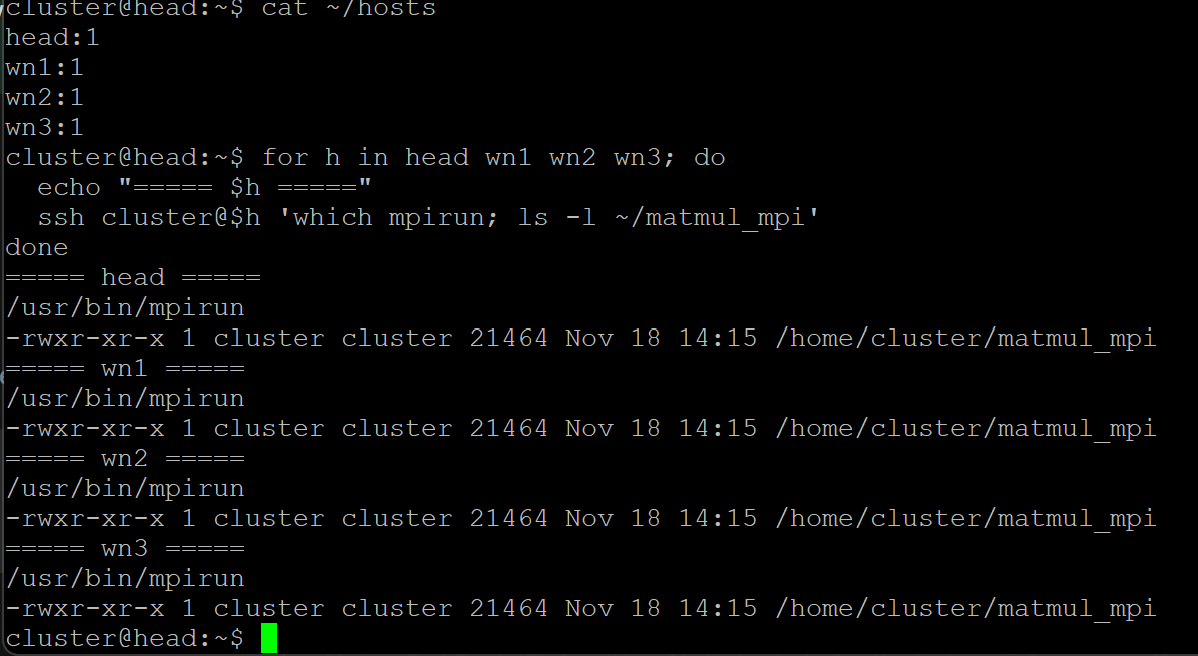 cluster@head:~$ cat ~/hosts
head:1
wn1:1
wn2:1
wn3:1
cluster@head:~$ for h in head wn1 wn2 wn3; do
  echo "===== $h ====="
  ssh cluster@$h 'which mpirun; ls -l ~/matmul_mpi'
done
===== head =====
/usr/bin/mpirun
-rwxr-xr-x 1 cluster cluster 21464 Nov 18 14:15 /home/cluster/matmul_mpi
===== wn1 =====
/usr/bin/mpirun
-rwxr-xr-x 1 cluster cluster 21464 Nov 18 14:15 /home/cluster/matmul_mpi
===== wn2 =====
/usr/bin/mpirun
-rwxr-xr-x 1 cluster cluster 21464 Nov 18 14:15 /home/cluster/matmul_mpi
===== wn3 =====
/usr/bin/mpirun
-rwxr-xr-x 1 cluster cluster 21464 Nov 18 14:15 /home/cluster/matmul_mpi
cluster@head:~$